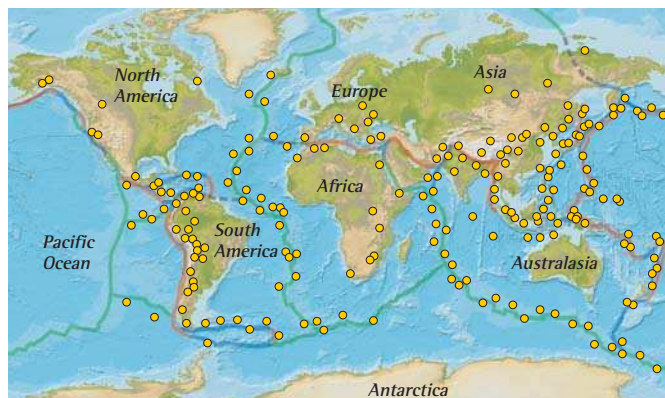 North
America
Europe
Asia
Africa
Pacific
Ocean
South
America
Australasia
Antarctica